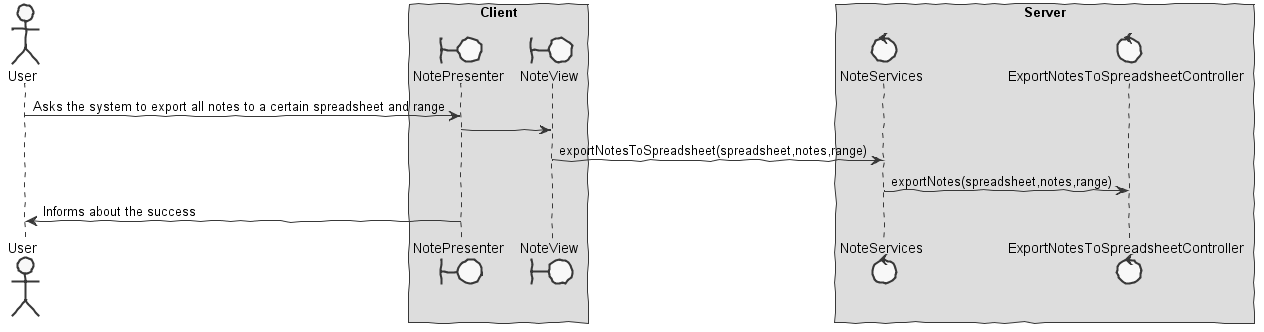 Client
Server
User
NotePresenter
NoteView
NoteServices
ExportNotesToSpreadsheetController
Asks the system to export all notes to a certain spreadsheet and range
exportNotesToSpreadsheet(spreadsheet,notes,range)
exportNotes(spreadsheet,notes,range)
Informs about the success
User
NotePresenter
NoteView
NoteServices
ExportNotesToSpreadsheetController